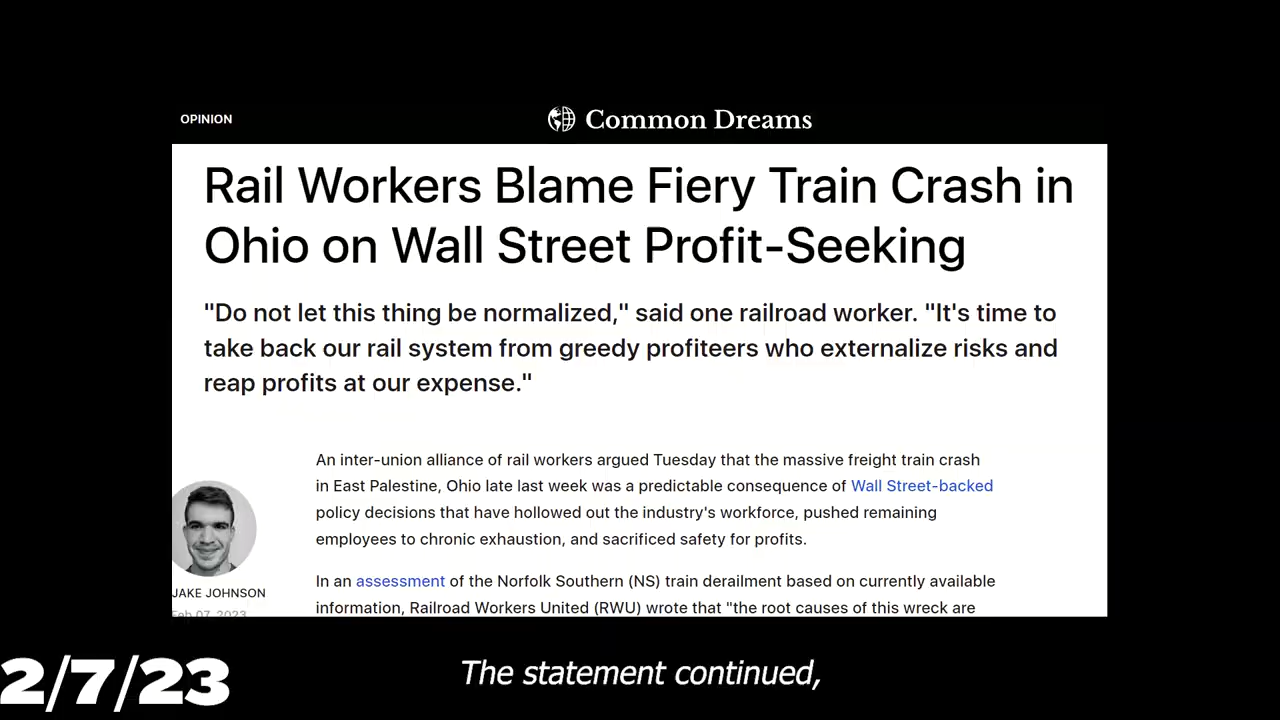 OPINION
Common Dreams
Rail Workers Blame Fiery Train Crash in
Ohio on Wall Street Profit-Seeking
"Do not let this thing be normalized," said one railroad worker. "It's time to
take back our rail system from greedy profiteers who externalize risks and
reap profits at our expense."
An inter-union alliance of rail workers argued Tuesday that the massive freight train crash
in East Palestine, Ohio late last week was a predictable consequence of Wall Street-backed
policy decisions that have hollowed out the industry's workforce, pushed remaining
employees to chronic exhaustion, and sacrificed safety for profits.
JAKE JOHNSON
Feb 07, 2023
In an assessment of the Norfolk Southern (NS) train derailment based on currently available
information, Railroad Workers United (RWU) wrote that "the root causes of this wreck are
2/7/23
The statement continued,